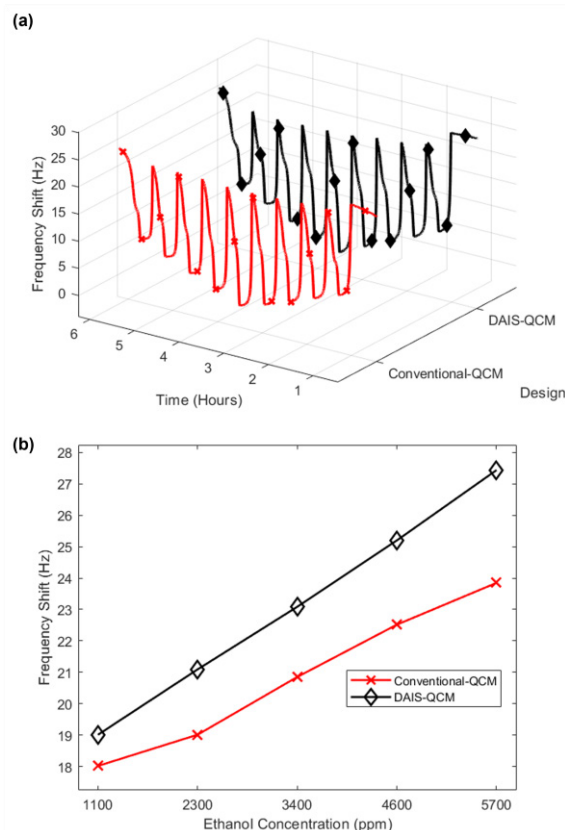 (a)
30
25
20
15
10
5
0
Frequency Shift (Hz)
6
5
4
3
2
1
Time (Hours)
DAIS-QCM
Conventional-QCM
Design
(b)
28
27
26
25
24
23
22
21
20
19
18
Frequency Shift (Hz)
Conventional-QCM
DAIS-QCM
1100 2300 3400 4600 5700
Ethanol Concentration (ppm)